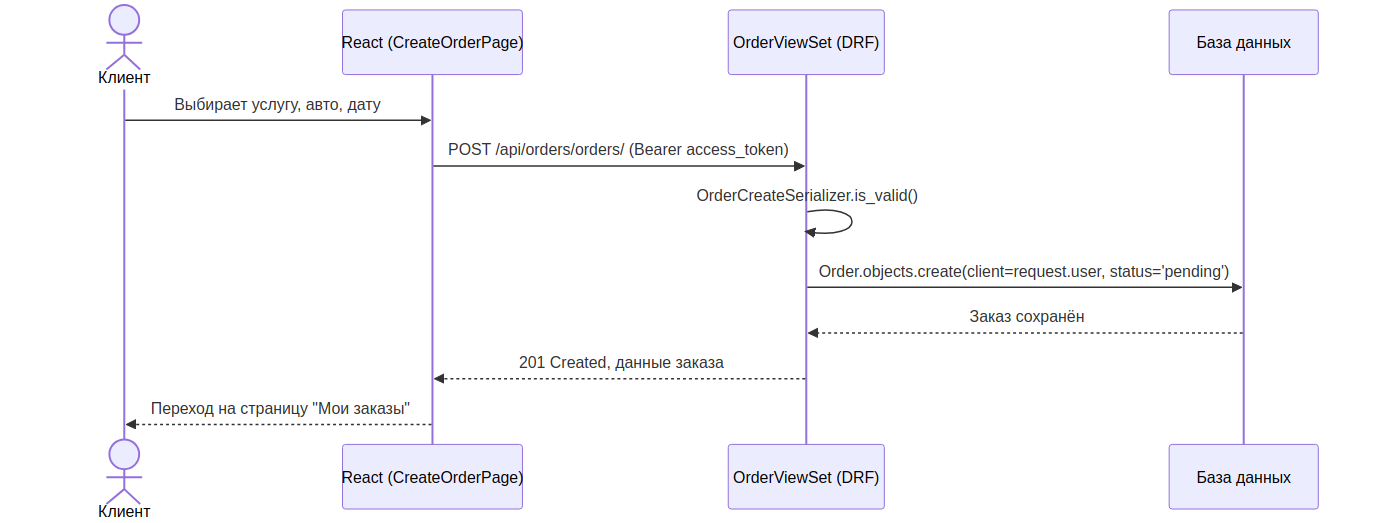 Клиент
React (CreateOrderPage)
OrderViewSet (DRF)
База данных
Выбирает услугу, авто, дату
POST /api/orders/orders/ (Bearer access_token)
OrderCreateSerializer.is_valid()
Order.objects.create(client=request.user, status='pending')
Заказ сохранён
201 Created, данные заказа
Переход на страницу "Мои заказы"
Клиент
React (CreateOrderPage)
OrderViewSet (DRF)
База данных